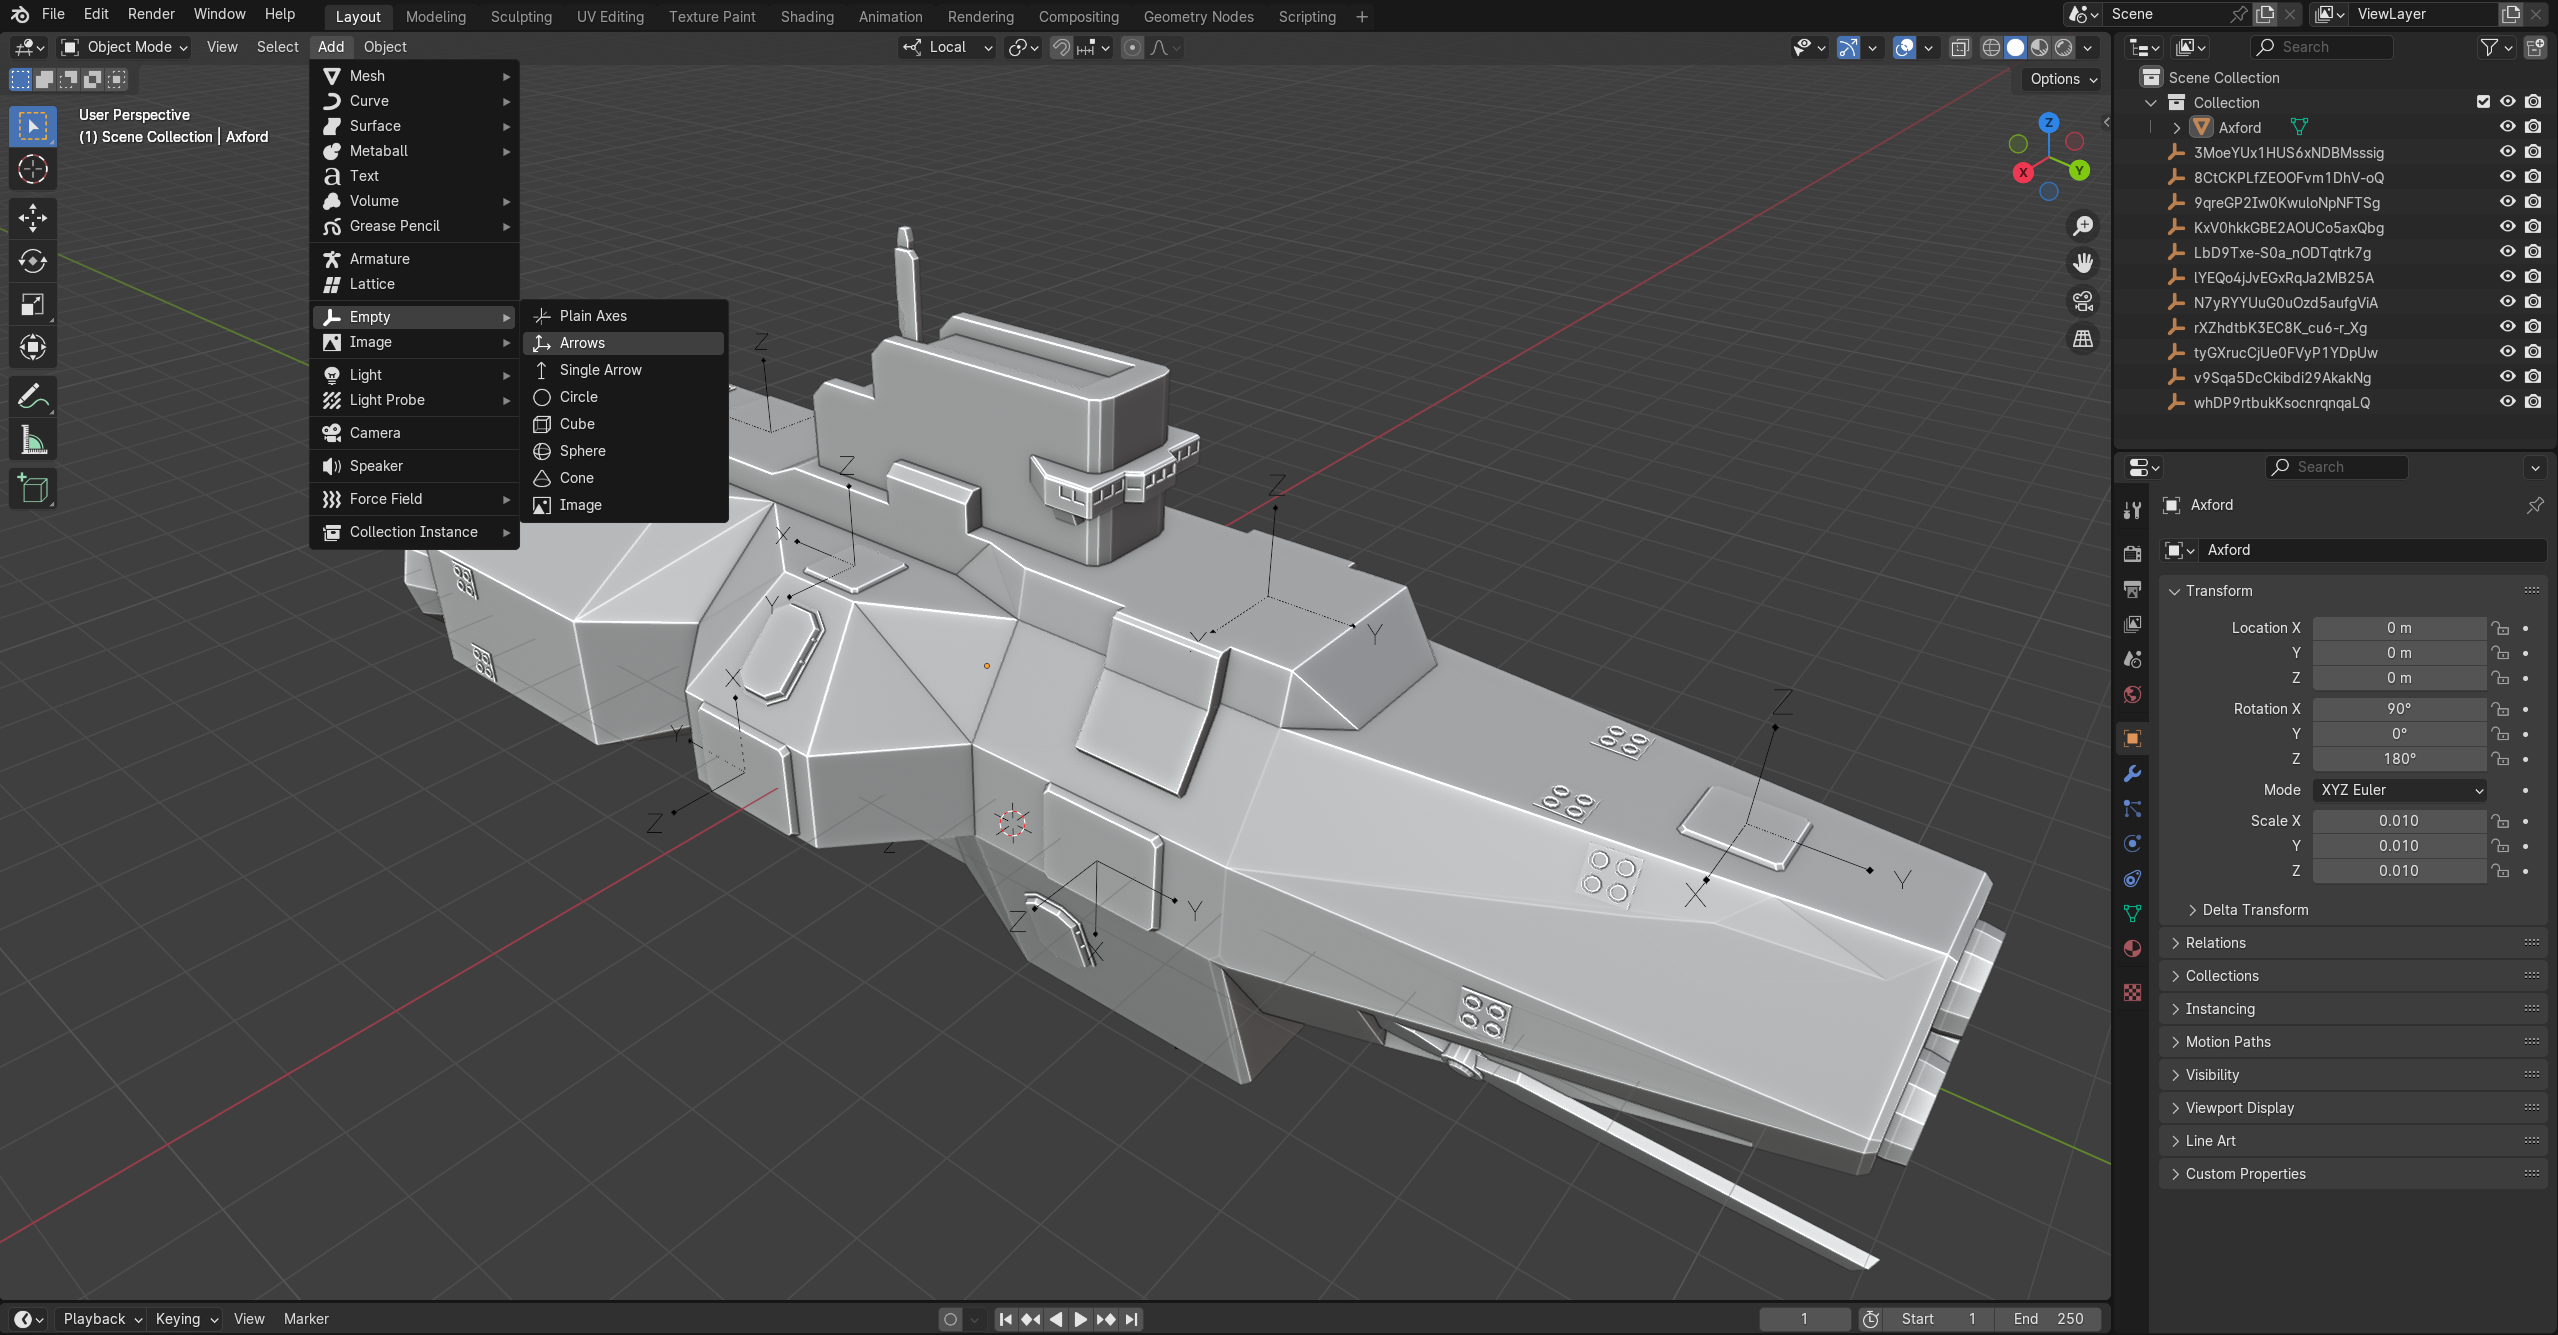 File Edit Render Window Help Layout Modeling Sculpting UV Editing Texture Paint Shading Animation Rendering Compositing Geometry Nodes Scripting Scene ViewLayer
Object Mode View Select Add Object Local
Search
Options
User Perspective
(1) Scene Collection | Axford
Mesh
Curve
Surface
Metaball
Text
Volume
Grease Pencil
Armature
Lattice
Empty
Image
Light
Light Probe
Camera
Speaker
Force Field
Collection Instance
Plain Axes
Arrows
Single Arrow
Circle
Cube
Sphere
Cone
Image
Z
X
Y
Z
Z
X
Y
Z
Y
X
Y
Z
Z
Z
Y
X
Z
Y
Z
X
Y
Scene Collection
Collection
Axford
3MoeYUx1HUS6xNDBMsssig
8CtCKPLfZEOOFvm1DhV-oQ
9qreGP2Iw0KwuloNpNFTSg
KxV0hkkGBE2AOUCo5axQbg
LbD9Txe-S0a_nODTqtrk7g
lYEQo4jJvEGxRqJa2MB25A
N7yRYYUuG0uOzd5aufgViA
rXZhdtbK3EC8K_cu6-r_Xg
tyGXrucCjUe0FVyP1YDpUw
v9Sqa5DcCkibdi29AkakNg
whDP9rtbukKsocnrqnqaLQ
Search
Axford
Axford
Transform
Location X 0 m
Y 0 m
Z 0 m
Rotation X 90°
Y 0°
Z 180°
Mode XYZ Euler
Scale X 0.010
Y 0.010
Z 0.010
Delta Transform
Relations
Collections
Instancing
Motion Paths
Visibility
Viewport Display
Line Art
Custom Properties
Playback Keying View Marker 1 Start 1 End 250